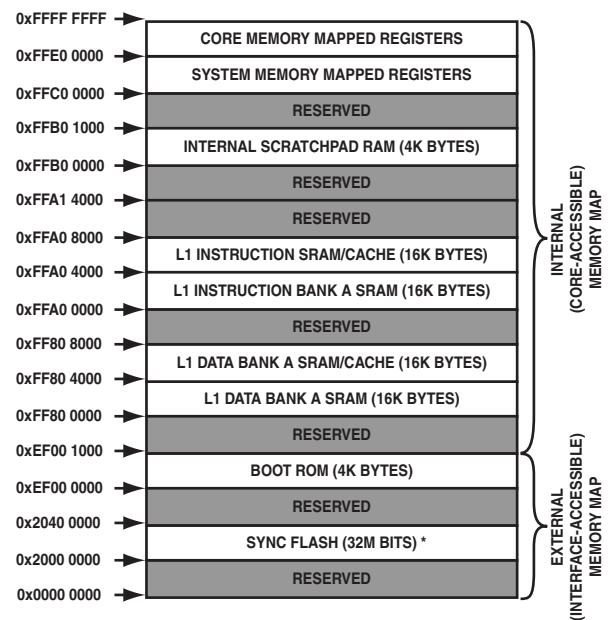 0xFFFF FFFF
CORE MEMORY MAPPED REGISTERS
0xFFE0 0000
SYSTEM MEMORY MAPPED REGISTERS
0xFFC0 0000
RESERVED
0xFFB0 1000
INTERNAL SCRATCHPAD RAM (4K BYTES)
0xFFB0 0000
RESERVED
0xFFA1 4000
RESERVED
0xFFA0 8000
L1 INSTRUCTION SRAM/CACHE (16K BYTES)
0xFFA0 4000
L1 INSTRUCTION BANK A SRAM (16K BYTES)
0xFFA0 0000
RESERVED
0xFF80 8000
L1 DATA BANK A SRAM/CACHE (16K BYTES)
0xFF80 4000
L1 DATA BANK A SRAM (16K BYTES)
0xFF80 0000
RESERVED
0xEF00 1000
BOOT ROM (4K BYTES)
0xEF00 0000
RESERVED
0x2040 0000
SYNC FLASH (32M BITS) *
0x2000 0000
RESERVED
0x0000 0000
INTERNAL
(CORE-ACCESSIBLE)
MEMORY MAP
EXTERNAL
(INTERFACE-ACCESSIBLE)
MEMORY MAP